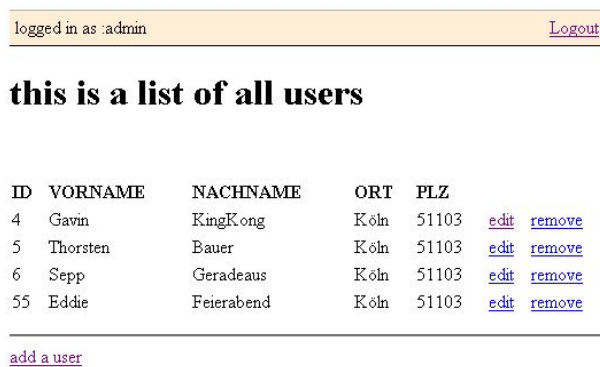 logged in as :admin Logout
this is a list of all users
ID VORNAME NACHNAME ORT PLZ
4 Gavin KingKong Köln 51103 edit remove
5 Thorsten Bauer Köln 51103 edit remove
6 Sepp Geradeaus Köln 51103 edit remove
55 Eddie Feierabend Köln 51103 edit remove
add a user